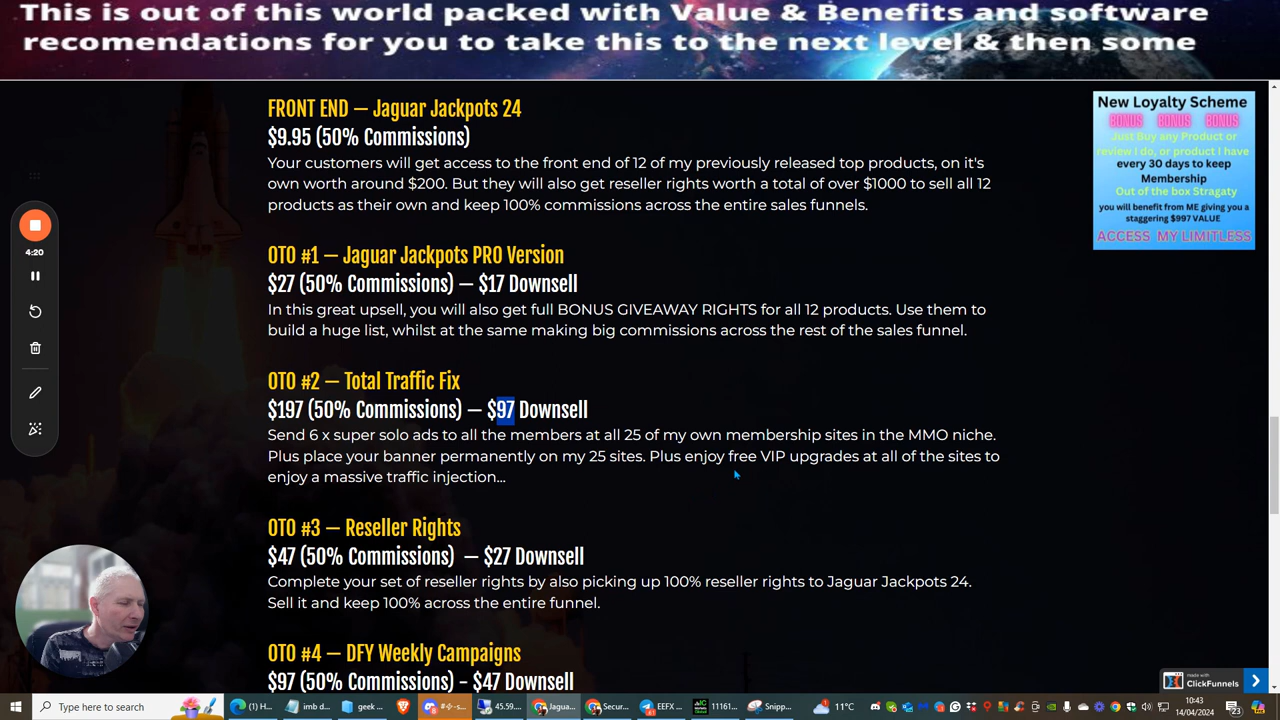 This is out of this world packed with Value & Benefits and software
recomendations for you to take this to the next level & then some
FRONT END — Jaguar Jackpots 24
$9.95 (50% Commissions)
Your customers will get access to the front end of 12 of my previously released top products, on it's
own worth around $200. But they will also get reseller rights worth a total of over $1000 to sell all 12
products as their own and keep 100% commissions across the entire sales funnels.
OTO #1 — Jaguar Jackpots PRO Version
$27 (50% Commissions) — $17 Downsell
In this great upsell, you will also get full BONUS GIVEAWAY RIGHTS for all 12 products. Use them to
build a huge list, whilst at the same making big commissions across the rest of the sales funnel.
OTO #2 — Total Traffic Fix
$197 (50% Commissions) — $97 Downsell
Send 6 x super solo ads to all the members at all 25 of my own membership sites in the MMO niche.
Plus place your banner permanently on my 25 sites. Plus enjoy free VIP upgrades at all of the sites to
enjoy a massive traffic injection...
OTO #3 — Reseller Rights
$47 (50% Commissions) — $27 Downsell
Complete your set of reseller rights by also picking up 100% reseller rights to Jaguar Jackpots 24.
Sell it and keep 100% across the entire funnel.
OTO #4 — DFY Weekly Campaigns
$97 (50% Commissions) - $47 Downsell
New Loyalty Scheme
BONUS BONUS BONUS
Just Buy any Product or
review I do, or product I have
every 30 days to keep
Membership
Out of the box Stragaty
you will benefit from ME giving you a
staggering $997 VALUE
ACCESS MY LIMITLESS
4:20
made with
ClickFunnels
Type here to search
(1) H
imb d...
geek ...
#-s...
45.59...
Jagua...
Secur...
EEFX ...
11161...
Snipp...
11°C
10:43
14/04/2024
23